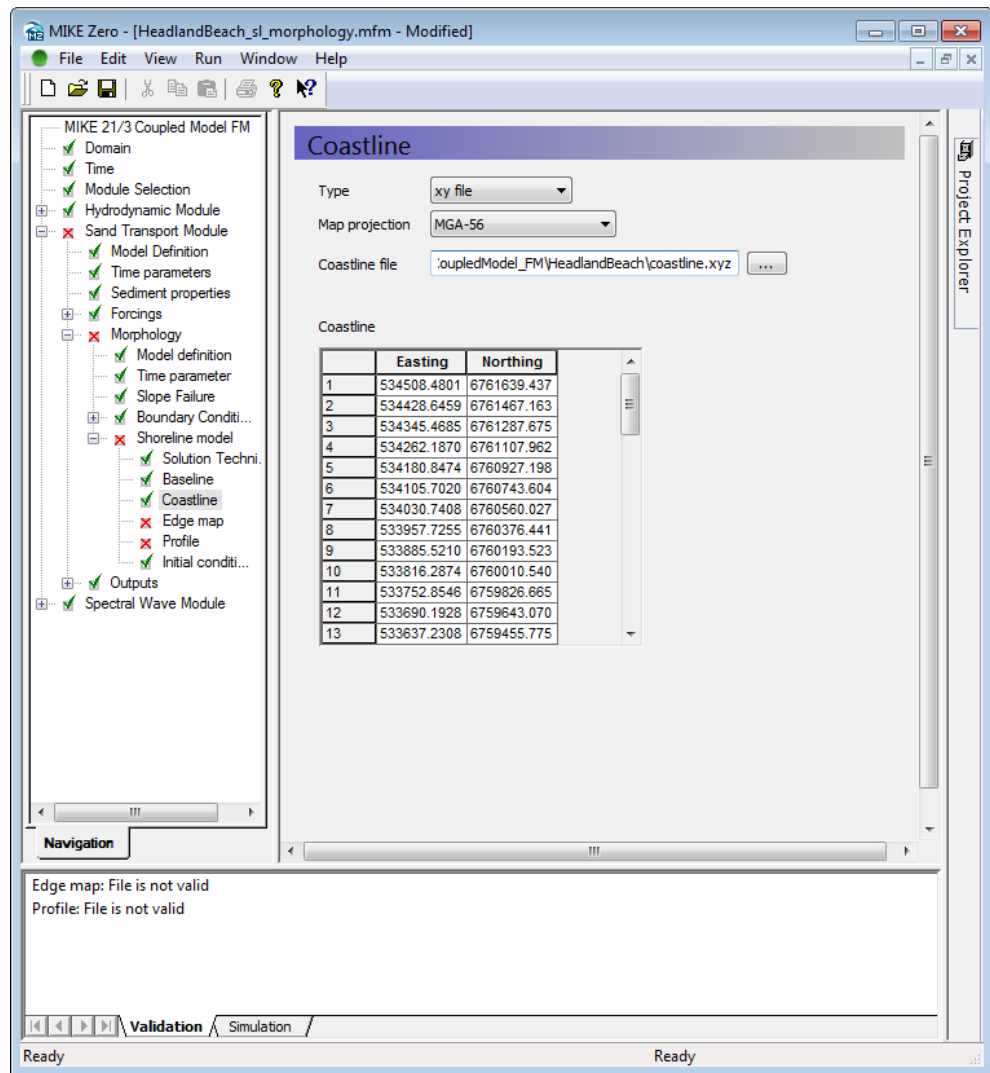 MIKE Zero - [HeadlandBeach_sl_morphology.mfm - Modified]
File Edit View Run Window Help
MIKE 21/3 Coupled Model FM
Domain
Time
Module Selection
Hydrodynamic Module
Sand Transport Module
Model Definition
Time parameters
Sediment properties
Forcings
Morphology
Model definition
Time parameter
Slope Failure
Boundary Conditi...
Shoreline model
Solution Techni.
Baseline
Coastline
Edge map
Profile
Initial conditi...
Outputs
Spectral Wave Module
Navigation
Coastline
Type xy file
Map projection MGA-56
Coastline file :oupledModel_FM\HeadlandBeach\coastline.xyz ...
Coastline
Easting Northing
1 534508.4801 6761639.437
2 534428.6459 6761467.163
3 534345.4685 6761287.675
4 534262.1870 6761107.962
5 534180.8474 6760927.198
6 534105.7020 6760743.604
7 534030.7408 6760560.027
8 533957.7255 6760376.441
9 533885.5210 6760193.523
10 533816.2874 6760010.540
11 533752.8546 6759826.665
12 533690.1928 6759643.070
13 533637.2308 6759455.775
Project Explorer
Edge map: File is not valid
Profile: File is not valid
Validation Simulation
Ready Ready